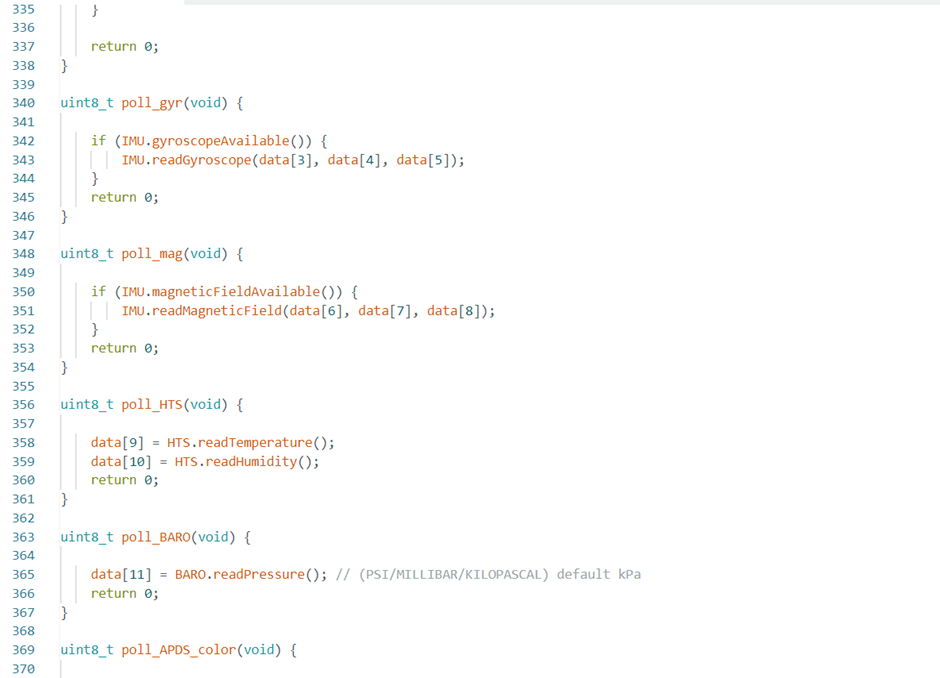 335 }
336
337 return 0;
338 }
339
340 uint8_t poll_gyr(void) {
341
342 if (IMU.gyroscopeAvailable()) {
343 IMU.readGyroscope(data[3], data[4], data[5]);
344 }
345 return 0;
346 }
347
348 uint8_t poll_mag(void) {
349
350 if (IMU.magneticFieldAvailable()) {
351 IMU.readMagneticField(data[6], data[7], data[8]);
352 }
353 return 0;
354 }
355
356 uint8_t poll_HTS(void) {
357
358 data[9] = HTS.readTemperature();
359 data[10] = HTS.readHumidity();
360 return 0;
361 }
362
363 uint8_t poll_BARO(void) {
364
365 data[11] = BARO.readPressure(); // (PSI/MILLIBAR/KILOPASCAL) default kPa
366 return 0;
367 }
368
369 uint8_t poll_APDS_color(void) {
370